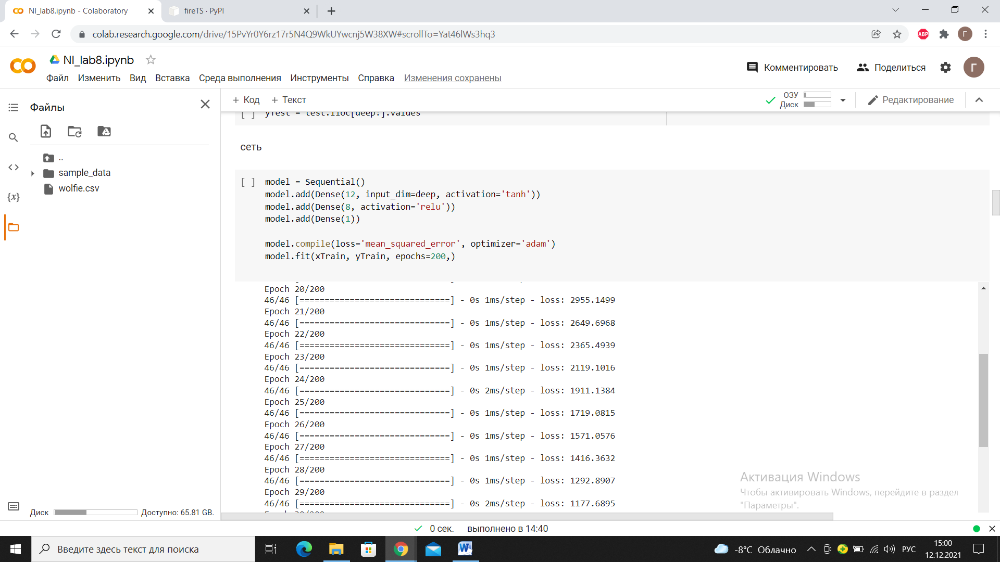 NI_lab8.ipynb - Colaboratory
fireTS · PyPI
colab.research.google.com/drive/15PvYr0Y6rz17r5N4Q9WkUYwcnj5W38XW#scrollTo=Yat46lWs3hq3
ABP
Г
NI_lab8.ipynb
Комментировать
Поделиться
Г
Файл Изменить Вид Вставка Среда выполнения Инструменты Справка Изменения сохранены
Файлы
+ Код + Текст
ОЗУ
Диск
Редактирование
[ ] yTest = test.iloc[deep:].values
..
sample_data
wolfie.csv
{x}
сеть
[ ] model = Sequential()
model.add(Dense(12, input_dim=deep, activation='tanh'))
model.add(Dense(8, activation='relu'))
model.add(Dense(1))
model.compile(loss='mean_squared_error', optimizer='adam')
model.fit(xTrain, yTrain, epochs=200,)
Epoch 20/200
46/46 [==============================] - 0s 1ms/step - loss: 2955.1499
Epoch 21/200
46/46 [==============================] - 0s 1ms/step - loss: 2649.6968
Epoch 22/200
46/46 [==============================] - 0s 1ms/step - loss: 2365.4939
Epoch 23/200
46/46 [==============================] - 0s 1ms/step - loss: 2119.1016
Epoch 24/200
46/46 [==============================] - 0s 2ms/step - loss: 1911.1384
Epoch 25/200
46/46 [==============================] - 0s 1ms/step - loss: 1719.0815
Epoch 26/200
46/46 [==============================] - 0s 1ms/step - loss: 1571.0576
Epoch 27/200
46/46 [==============================] - 0s 1ms/step - loss: 1416.3632
Epoch 28/200
46/46 [==============================] - 0s 1ms/step - loss: 1292.8907
Epoch 29/200
46/46 [==============================] - 0s 2ms/step - loss: 1177.6895
Epoch 30/200
Активация Windows
Чтобы активировать Windows, перейдите в раздел
"Параметры".
Диск
Доступно: 65.81 GB.
0 сек. выполнено в 14:40
Введите здесь текст для поиска
-8°C Облачно
РУС
15:00
12.12.2021